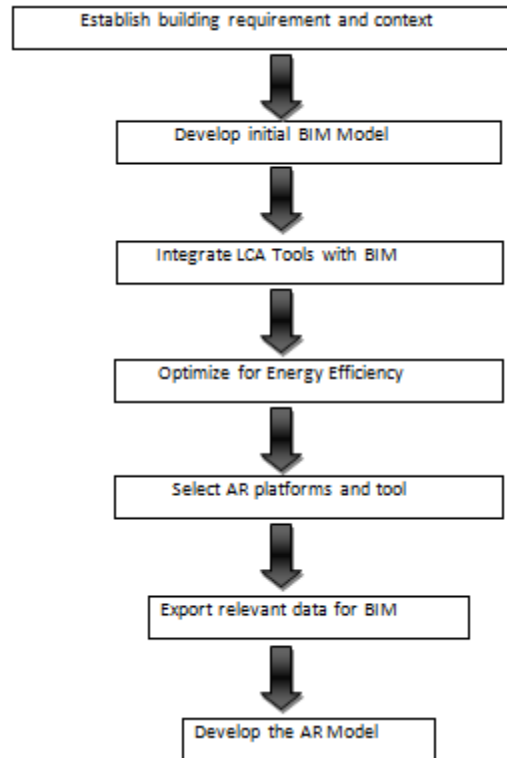 Establish building requirement and context
Develop initial BIM Model
Integrate LCA Tools with BIM
Optimize for Energy Efficiency
Select AR platforms and tool
Export relevant data for BIM
Develop the AR Model